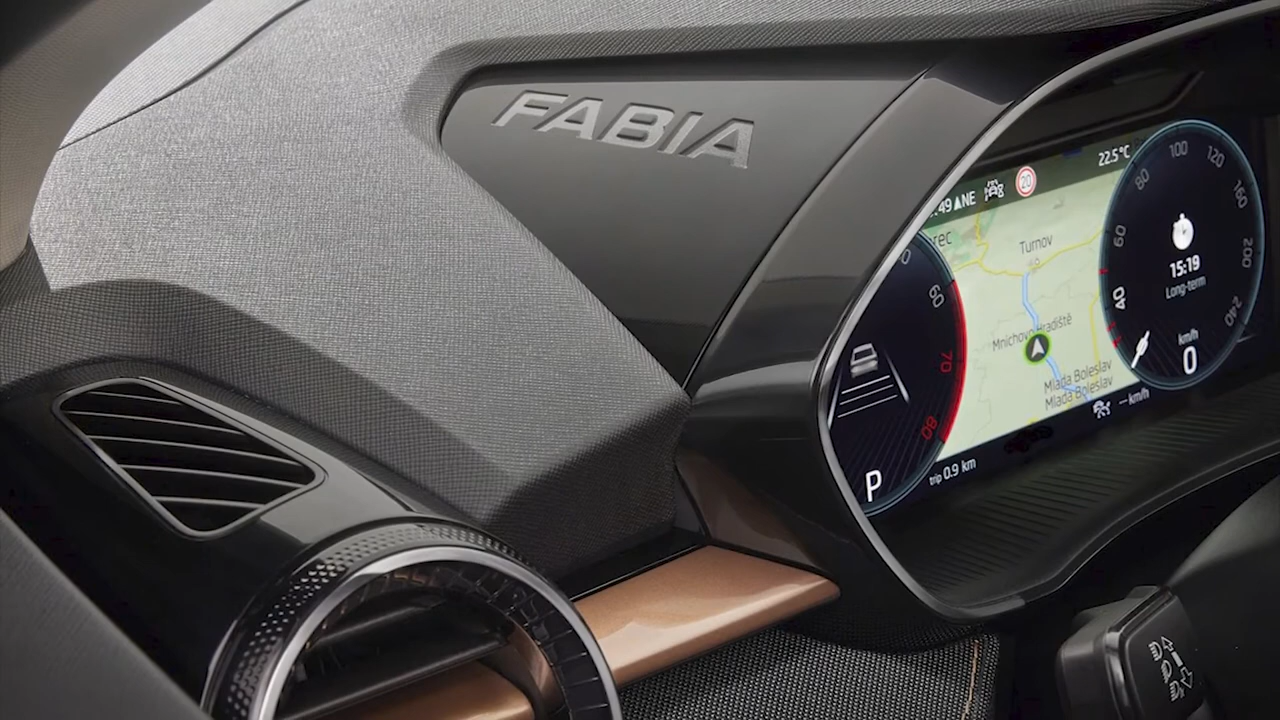 FABIA
22.5°C
NE
20
Turnov
Mnichovo Hradiště
Mladá Boleslav
Mladá Boleslav
60
70
80
P
trip 0.9 km
-- km/h
40
60
80
100
120
160
200
240
15:19
Long-term
km/h
0